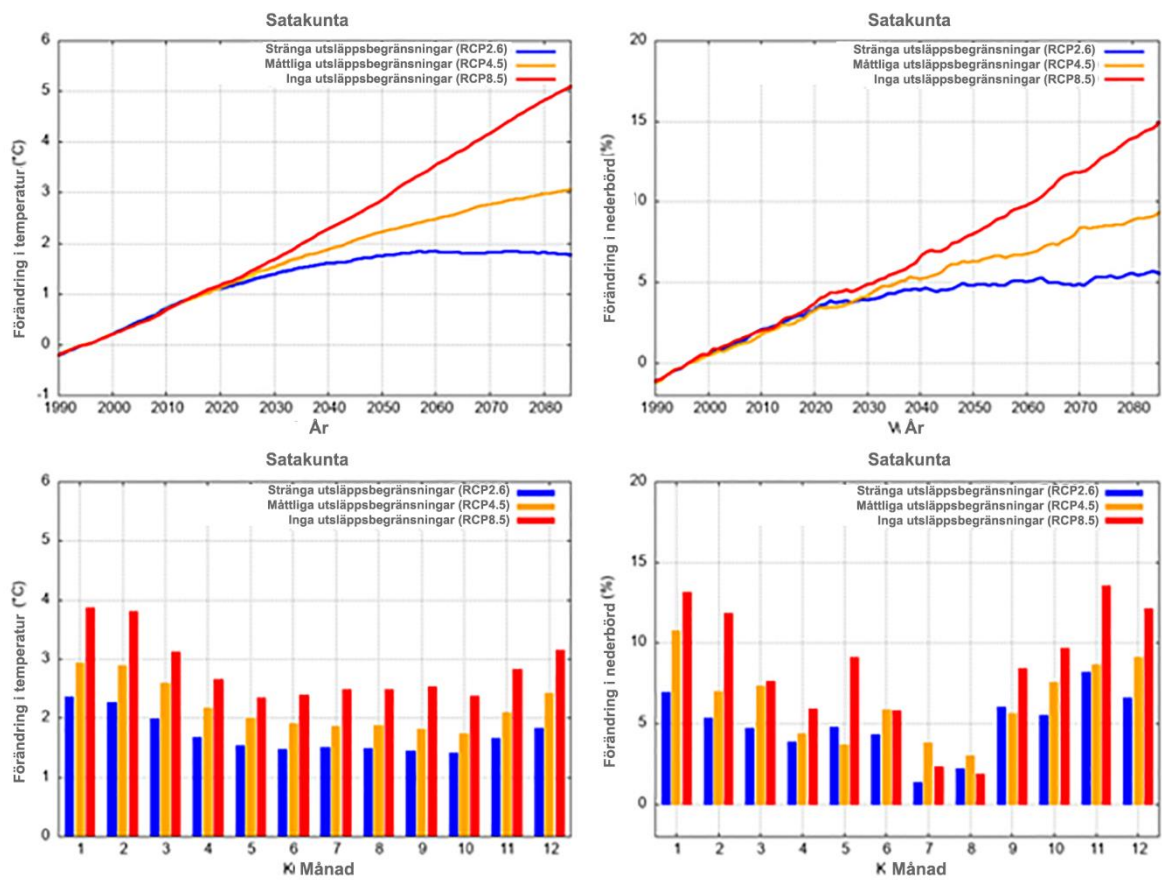 Satakunta
Stränga utsläppsbegränsningar (RCP2.6)
Måttliga utsläppsbegränsningar (RCP4.5)
Inga utsläppsbegränsningar (RCP8.5)
Förändring i temperatur (°C)
6
5
4
3
2
1
0
-1
1990 2000 2010 2020 2030 2040 2050 2060 2070 2080
År
Satakunta
Stränga utsläppsbegränsningar (RCP2.6)
Måttliga utsläppsbegränsningar (RCP4.5)
Inga utsläppsbegränsningar (RCP8.5)
Förändring i nederbörd (%)
20
15
10
5
0
1990 2000 2010 2020 2030 2040 2050 2060 2070 2080
År
Satakunta
Stränga utsläppsbegränsningar (RCP2.6)
Måttliga utsläppsbegränsningar (RCP4.5)
Inga utsläppsbegränsningar (RCP8.5)
Förändring i temperatur (°C)
6
5
4
3
2
1
0
1 2 3 4 5 6 7 8 9 10 11 12
K Månad
Satakunta
Stränga utsläppsbegränsningar (RCP2.6)
Måttliga utsläppsbegränsningar (RCP4.5)
Inga utsläppsbegränsningar (RCP8.5)
Förändring i nederbörd (%)
20
15
10
5
0
1 2 3 4 5 6 7 8 9 10 11 12
K Månad